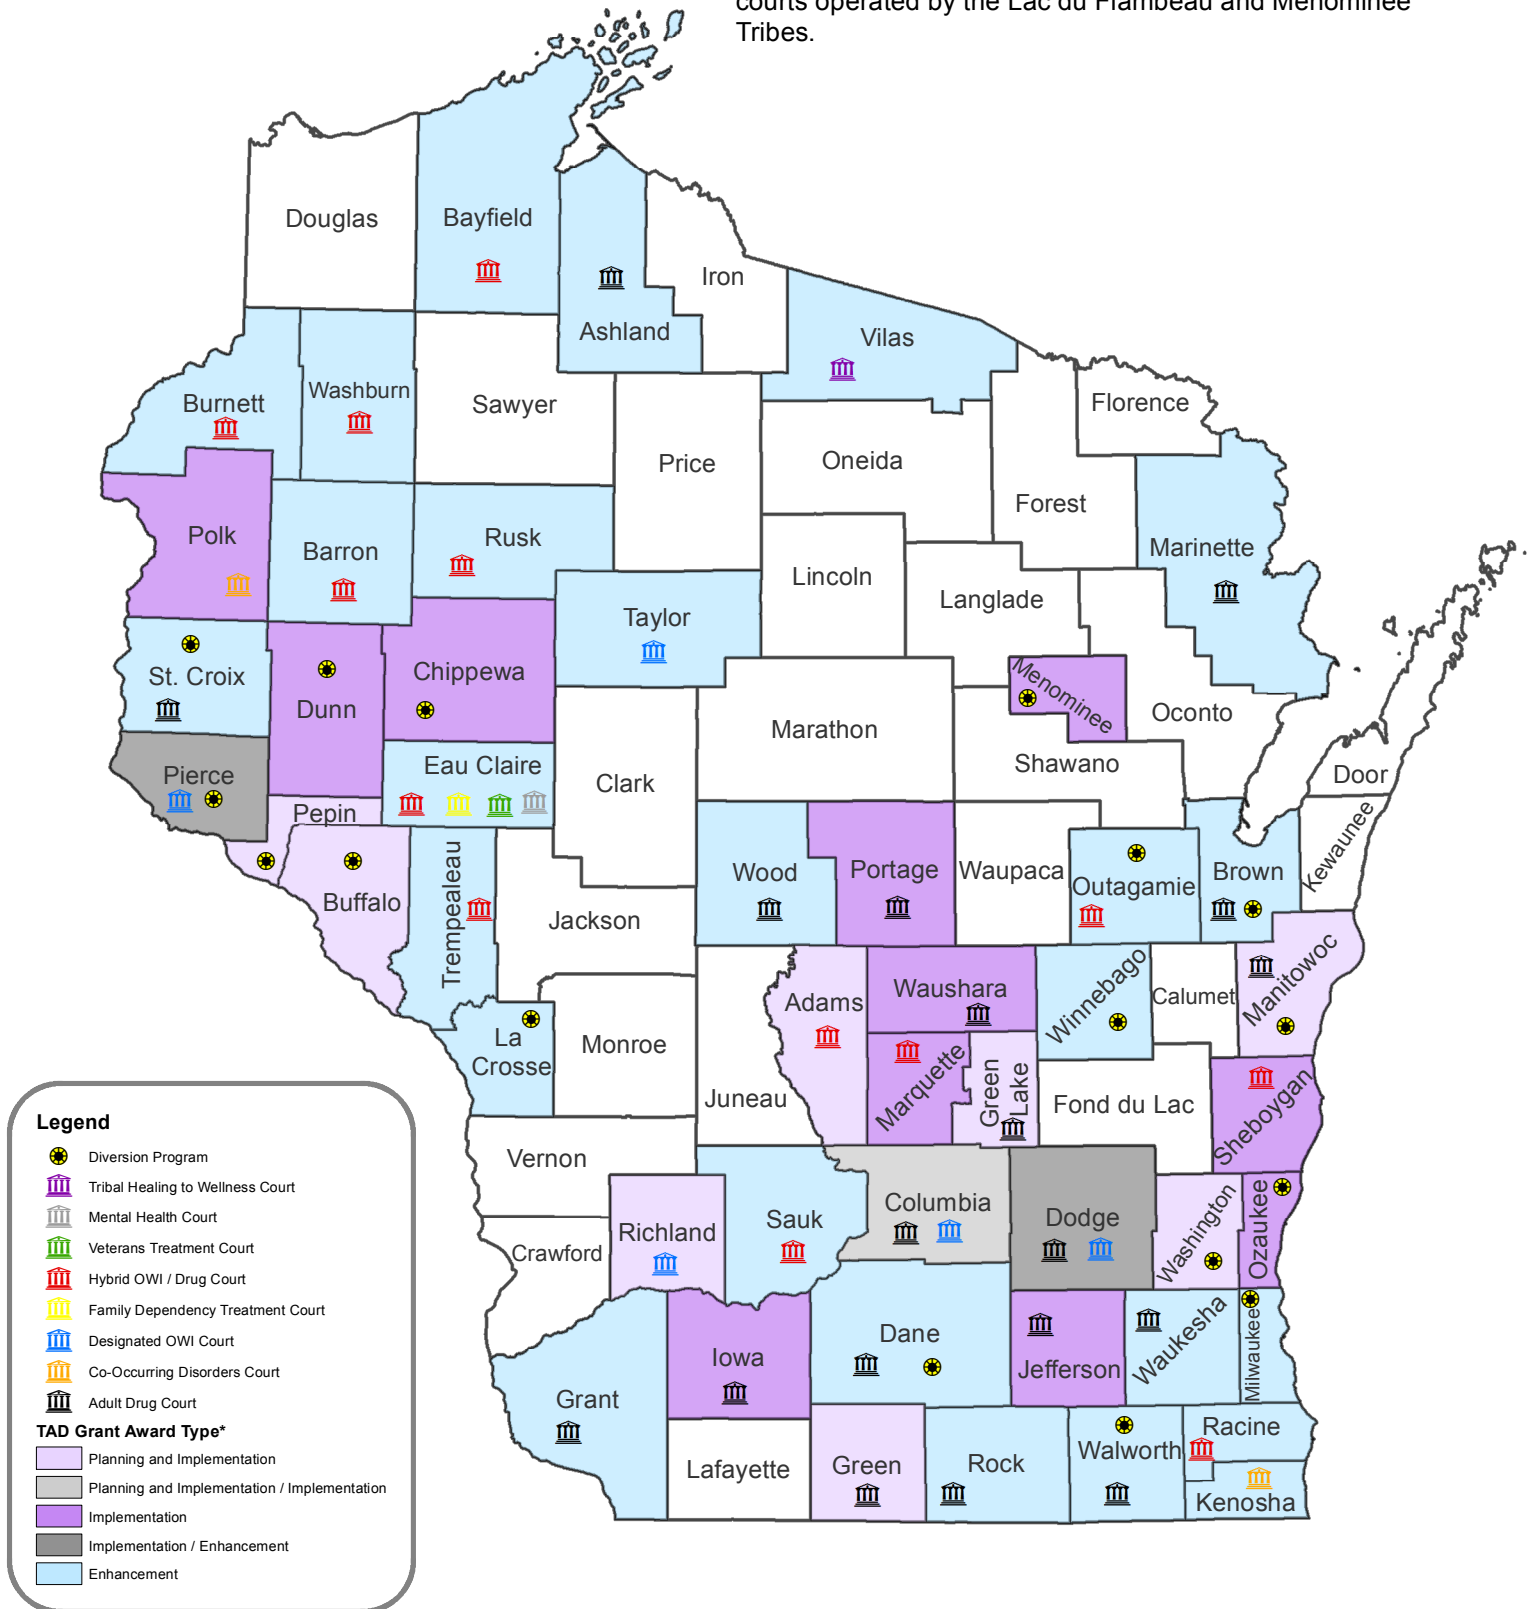 courts operated by the Lac du Flambeau and Menominee
Tribes.
Douglas
Bayfield
Iron
Ashland
Vilas
Washburn
Burnett
Sawyer
Florence
Price
Oneida
Forest
Polk
Barron
Rusk
Marinette
Lincoln
Langlade
Taylor
St. Croix
Chippewa
Menominee
Dunn
Oconto
Marathon
Shawano
Pierce
Eau Claire
Clark
Door
Pepin
Kewaunee
Wood
Portage
Waupaca
Outagamie
Brown
Buffalo
Trempealeau
Jackson
Adams
Waushara
Winnebago
Calumet
Manitowoc
La
Crosse
Monroe
Juneau
Marquette
Green
Lake
Fond du Lac
Sheboygan
Vernon
Richland
Sauk
Columbia
Dodge
Washington
Ozaukee
Crawford
Dane
Iowa
Jefferson
Waukesha
Milwaukee
Grant
Lafayette
Green
Rock
Walworth
Racine
Kenosha
Legend
Diversion Program
Tribal Healing to Wellness Court
Mental Health Court
Veterans Treatment Court
Hybrid OWI / Drug Court
Family Dependency Treatment Court
Designated OWI Court
Co-Occurring Disorders Court
Adult Drug Court
TAD Grant Award Type*
Planning and Implementation
Planning and Implementation / Implementation
Implementation
Implementation / Enhancement
Enhancement